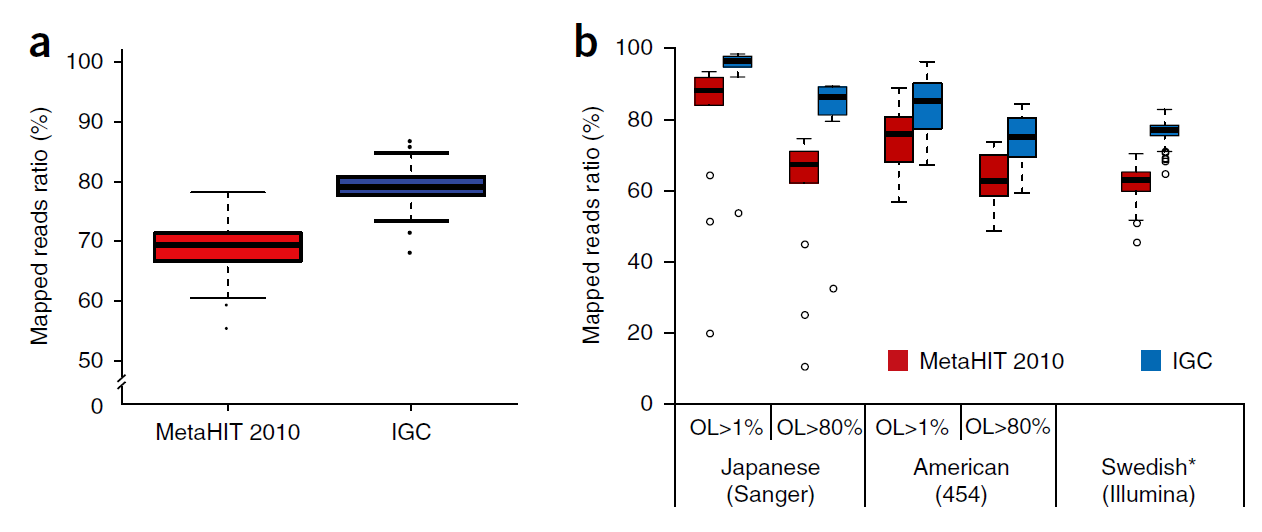 a
Mapped reads ratio (%)
100
90
80
70
60
50
0
MetaHIT 2010 IGC
b
Mapped reads ratio (%)
100
80
60
40
20
0
MetaHIT 2010 IGC
OL>1% OL>80% OL>1% OL>80%
Japanese American Swedish*
(Sanger) (454) (Illumina)